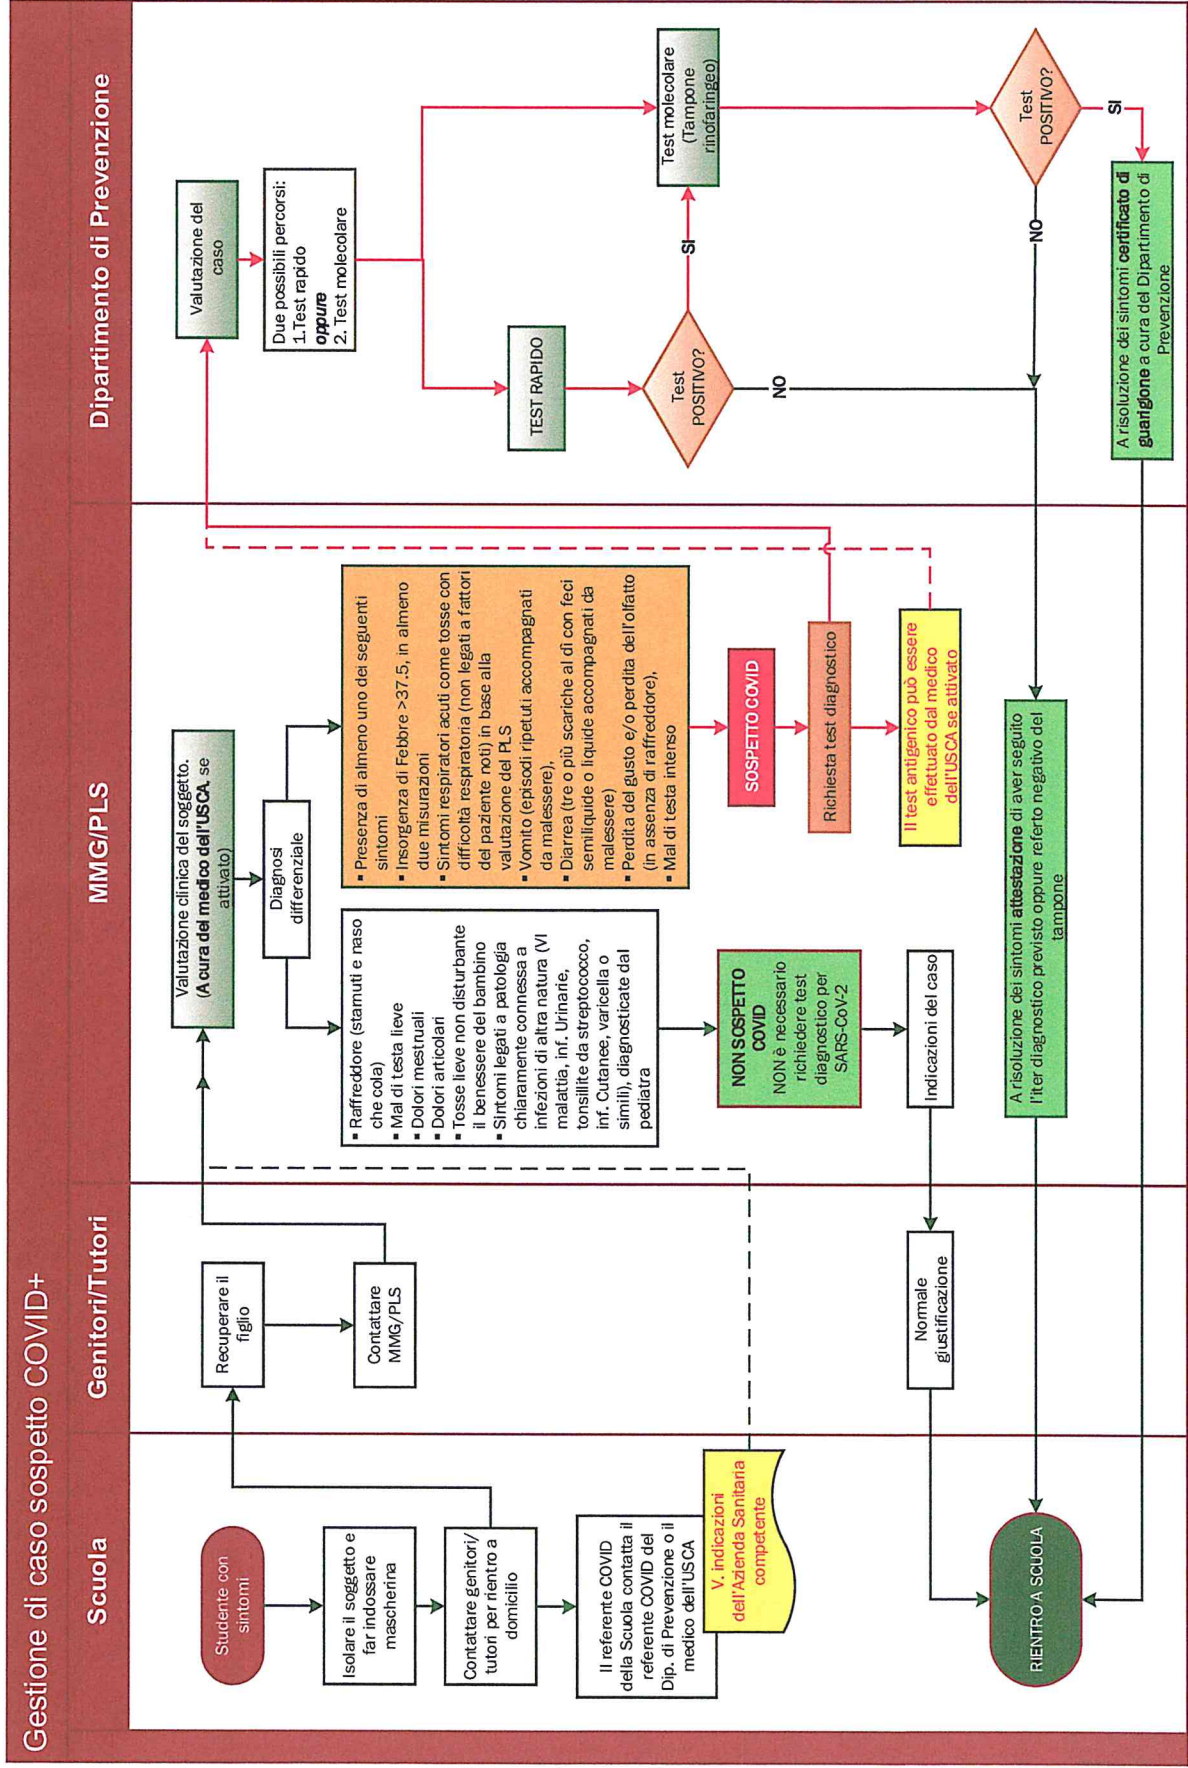 Gestione di caso sospetto COVID+
Scuola
Genitori/Tutori
MMG/PLS
Dipartimento di Prevenzione
Studente con
sintomi
Isolare il soggetto e
far indossare
mascherina
Contattare genitori/
tutori per rientro a
domicilio
Il referente COVID
della Scuola contatta il
referente COVID del
Dip. di Prevenzione o il
medico dell'USCA
V. indicazioni
dell'Azienda Sanitaria
competente
RIENTRO A SCUOLA
Recuperare il
figlio
Contattare
MMG/PLS
Normale
giustificazione
Valutazione clinica del soggetto.
(A cura del medico dell'USCA, se
attivato)
Diagnosi
differenziale
▪ Raffreddore (starnuti e naso
che cola)
▪ Mal di testa lieve
▪ Dolori mestruali
▪ Dolori articolari
▪ Tosse lieve non disturbante
il benessere del bambino
▪ Sintomi legati a patologia
chiaramente connessa a
infezioni di altra natura (VI
malattia, inf. Urinarie,
tonsillite da streptococco,
inf. Cutanee, varicella o
simili), diagnosticate dal
pediatra
NON SOSPETTO
COVID
NON è necessario
richiedere test
diagnostico per
SARS-CoV-2
Indicazioni del caso
▪ Presenza di almeno uno dei seguenti
sintomi
▪ Insorgenza di Febbre >37.5, in almeno
due misurazioni
▪ Sintomi respiratori acuti come tosse con
difficoltà respiratoria (non legati a fattori
del paziente noti) in base alla
valutazione del PLS
▪ Vomito (episodi ripetuti accompagnati
da malessere),
▪ Diarrea (tre o più scariche al dì con feci
semiliquide o liquide accompagnati da
malessere)
▪ Perdita del gusto e/o perdita dell'olfatto
(in assenza di raffreddore),
▪ Mal di testa intenso
SOSPETTO COVID
Richiesta test diagnostico
Il test antigenico può essere
effettuato dal medico
dell'USCA se attivato
A risoluzione dei sintomi attestazione di aver seguito
l'iter diagnostico previsto oppure referto negativo del
tampone
Valutazione del
caso
Due possibili percorsi:
1.Test rapido
oppure
2. Test molecolare
TEST RAPIDO
Test
POSITIVO?
SI
NO
Test molecolare
(Tampone
rinofaringeo)
Test
POSITIVO?
NO
SI
A risoluzione dei sintomi certificato di
guarigione a cura del Dipartimento di
Prevenzione